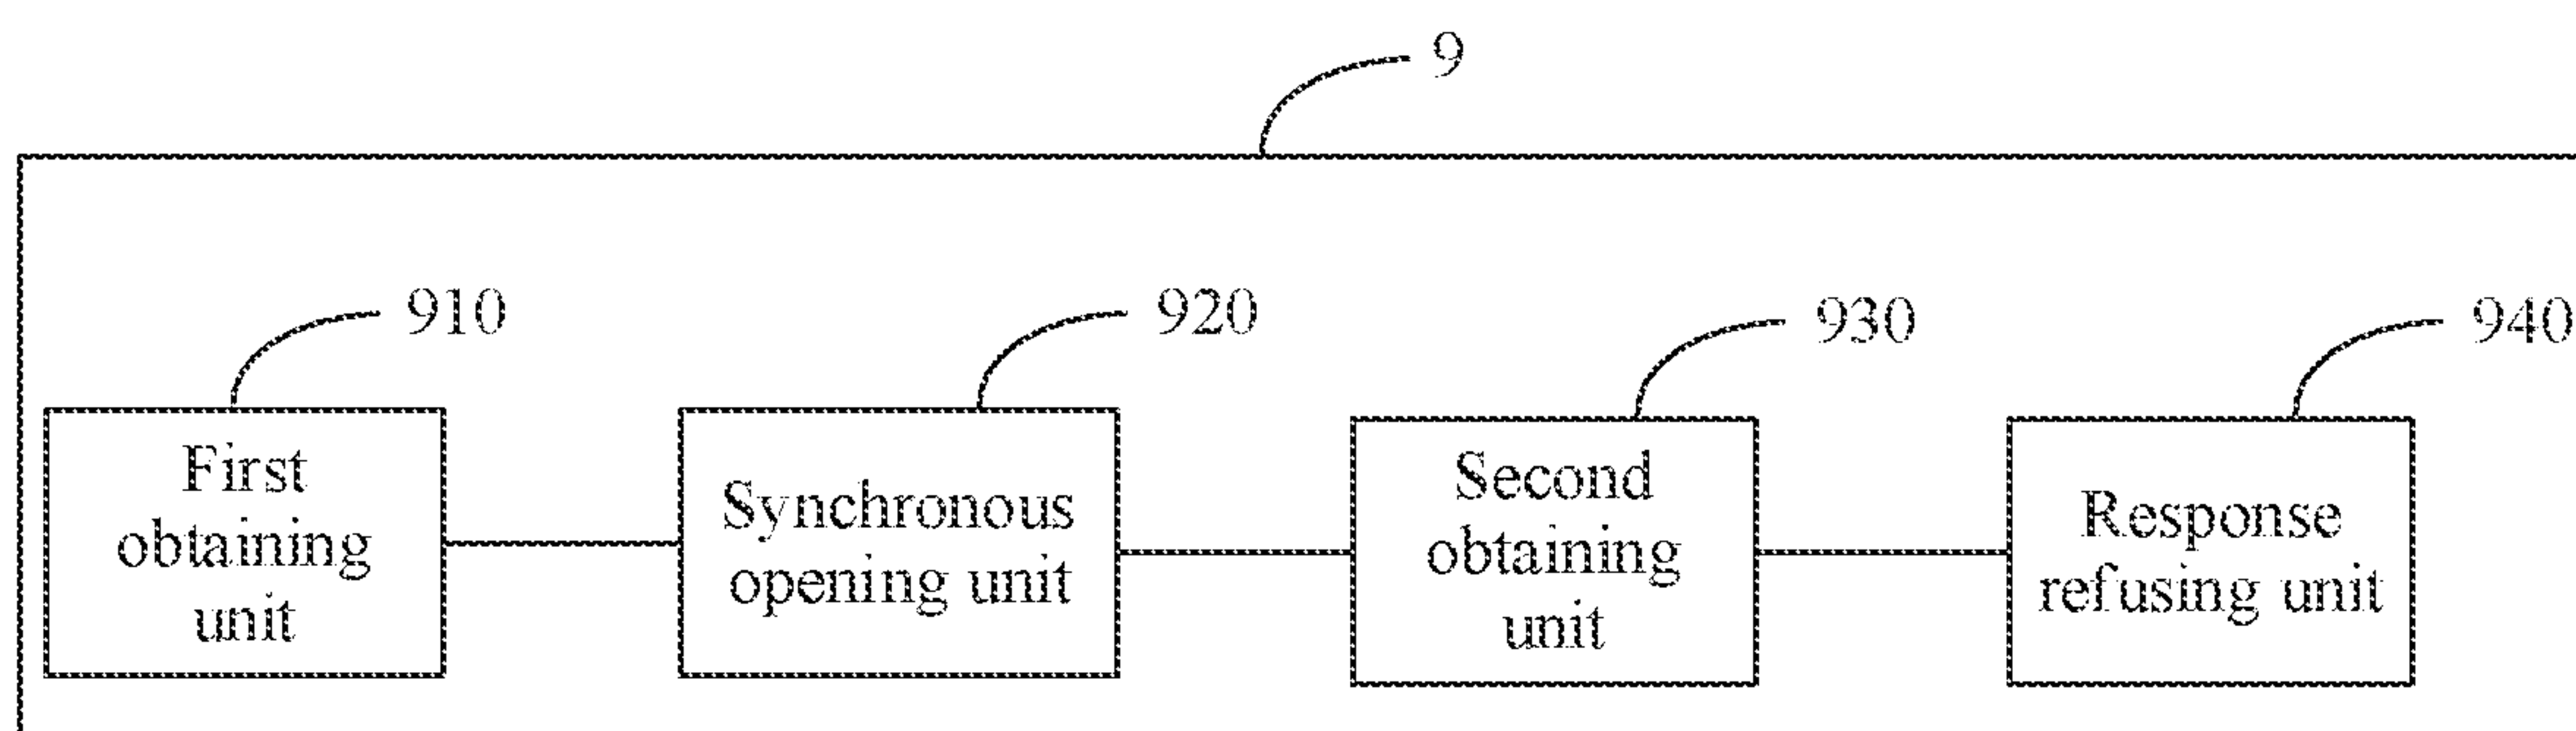 9
910
920
930
940
First
obtaining
unit
Synchronous
opening unit
Second
obtaining
unit
Response
refusing unit